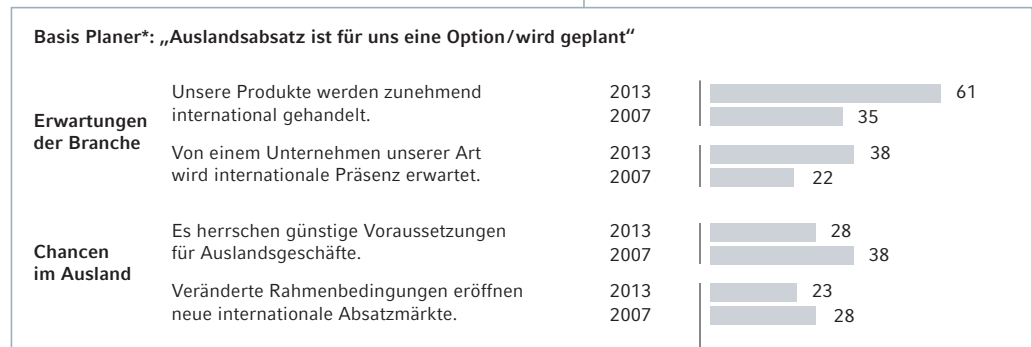 Basis Planer*: „Auslandsabsatz ist für uns eine Option/wird geplant“
Erwartungen
der Branche
Unsere Produkte werden zunehmend
international gehandelt.
2013 61
2007 35
Von einem Unternehmen unserer Art
wird internationale Präsenz erwartet.
2013 38
2007 22
Chancen
im Ausland
Es herrschen günstige Voraussetzungen
für Auslandsgeschäfte.
2013 28
2007 38
Veränderte Rahmenbedingungen eröffnen
neue internationale Absatzmärkte.
2013 23
2007 28